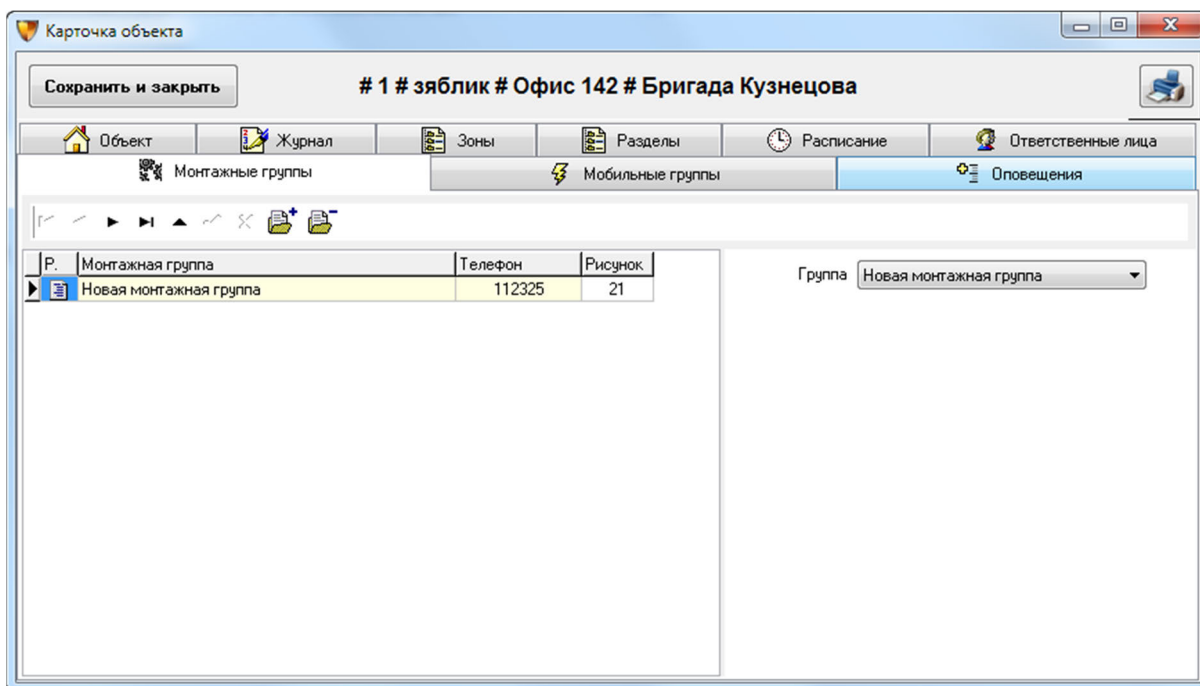 Карточка объекта
Сохранить и закрыть
# 1 # зяблик # Офис 142 # Бригада Кузнецова
Объект Журнал Зоны Разделы Расписание Ответственные лица
Монтажные группы Мобильные группы Оповещения
Р. Монтажная группа Телефон Рисунок
Новая монтажная группа 112325 21
Группа Новая монтажная группа